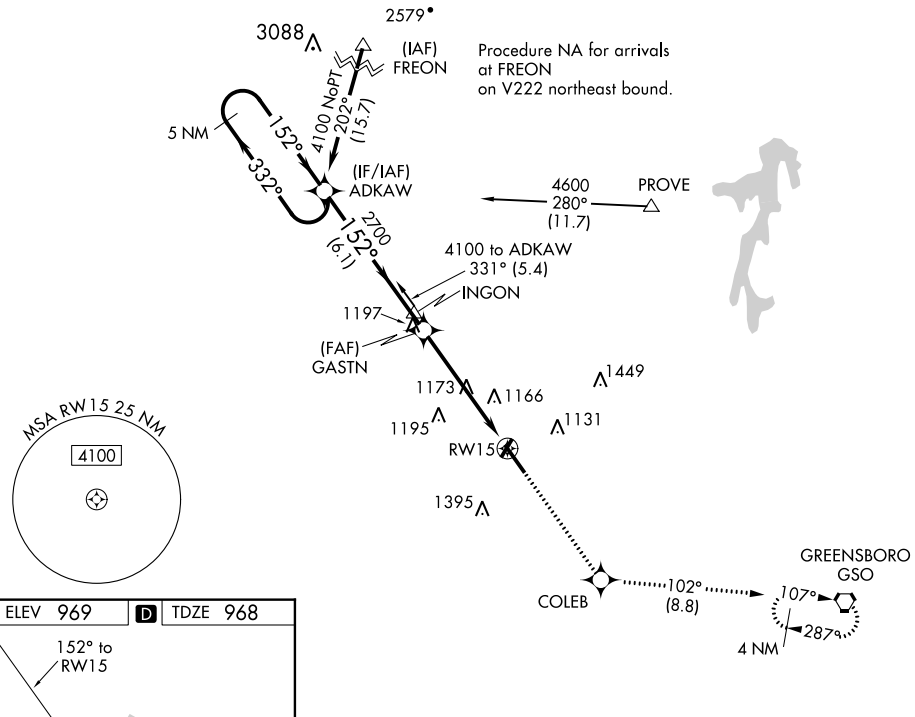 2579
3088
(IAF)
FREON
Procedure NA for arrivals
at FREON
on V222 northeast bound.
4100 NoPT
202°
(15.7)
5 NM
152°
332°
(IF/IAF)
ADKAW
4600
280°
(11.7)
PROVE
2700
152°
(6.1)
4100 to ADKAW
331° (5.4)
INGON
1197
(FAF)
GASTN
1173
1166
1449
1195
1131
RW15
MSA RW15 25 NM
4100
1395
GREENSBORO
GSO
COLEB
102°
(8.8)
107°
287°
4 NM
ELEV 969 D TDZE 968
152° to
RW15